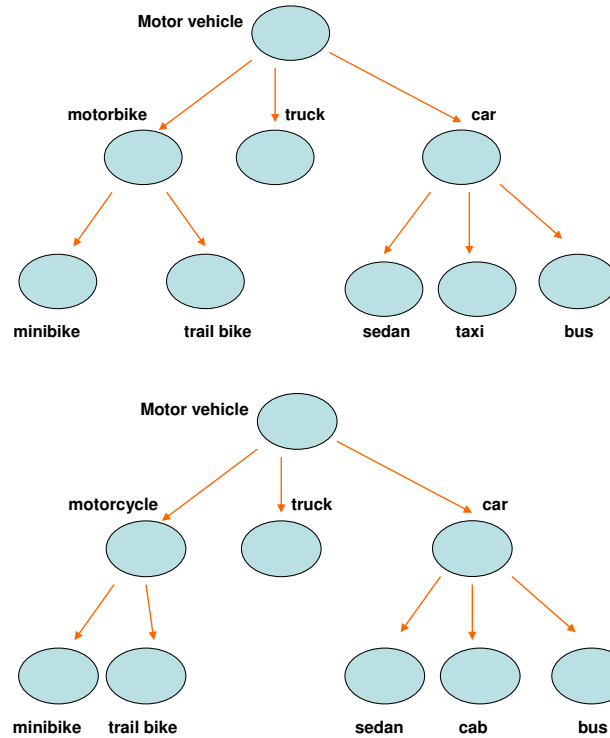 Motor vehicle
motorbike truck car
minibike trail bike sedan taxi bus
Motor vehicle
motorcycle truck car
minibike trail bike sedan cab bus